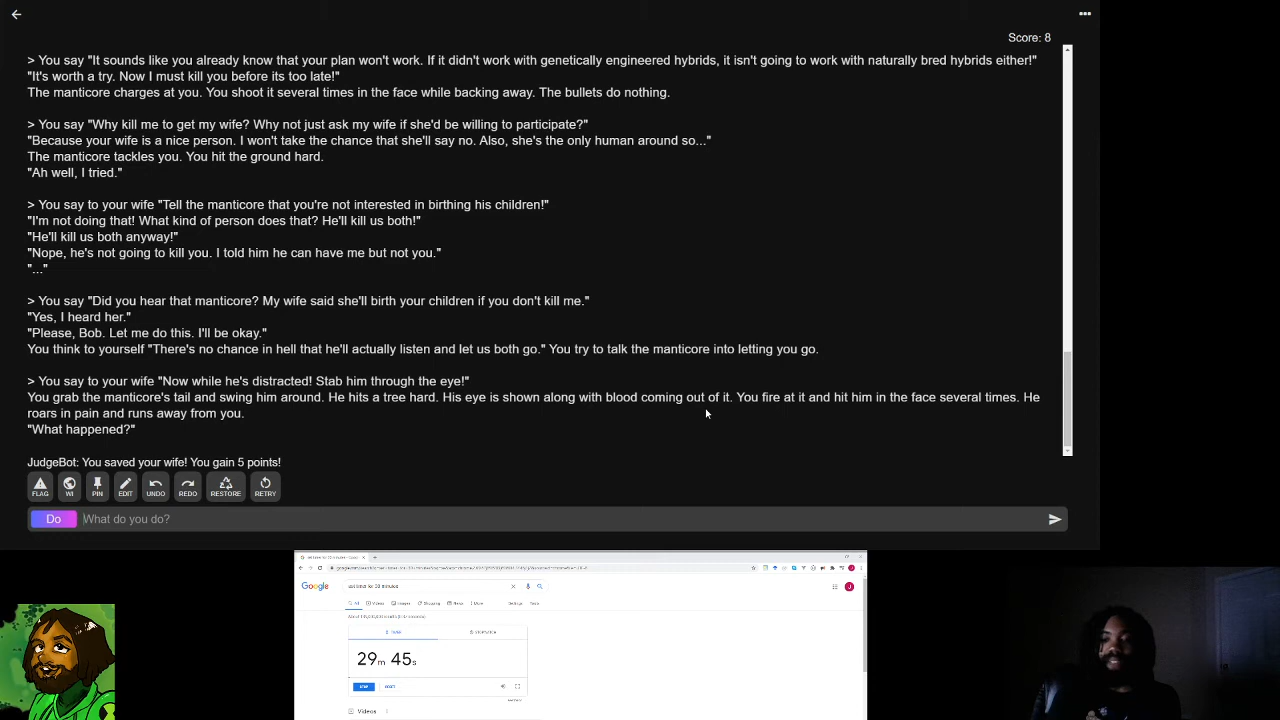 Score: 8
> You say "It sounds like you already know that your plan won't work. If it didn't work with genetically engineered hybrids, it isn't going to work with naturally bred hybrids either!"
"It's worth a try. Now I must kill you before its too late!"
The manticore charges at you. You shoot it several times in the face while backing away. The bullets do nothing.
> You say "Why kill me to get my wife? Why not just ask my wife if she'd be willing to participate?"
"Because your wife is a nice person. I won't take the chance that she'll say no. Also, she's the only human around so..."
The manticore tackles you. You hit the ground hard.
"Ah well, I tried."
> You say to your wife "Tell the manticore that you're not interested in birthing his children!"
"I'm not doing that! What kind of person does that? He'll kill us both!"
"He'll kill us both anyway!"
"Nope, he's not going to kill you. I told him he can have me but not you."
"..."
> You say "Did you hear that manticore? My wife said she'll birth your children if you don't kill me."
"Yes, I heard her."
"Please, Bob. Let me do this. I'll be okay."
You think to yourself "There's no chance in hell that he'll actually listen and let us both go." You try to talk the manticore into letting you go.
> You say to your wife "Now while he's distracted! Stab him through the eye!"
You grab the manticore's tail and swing him around. He hits a tree hard. His eye is shown along with blood coming out of it. You fire at it and hit him in the face several times. He
roars in pain and runs away from you.
"What happened?"
JudgeBot: You saved your wife! You gain 5 points!
FLAG WI PIN EDIT UNDO REDO RESTORE RETRY
Do What do you do?
Google
All Videos Images Shopping News More Settings Tools
TIMER STOPWATCH
29m 45s
STOP RESET
Videos